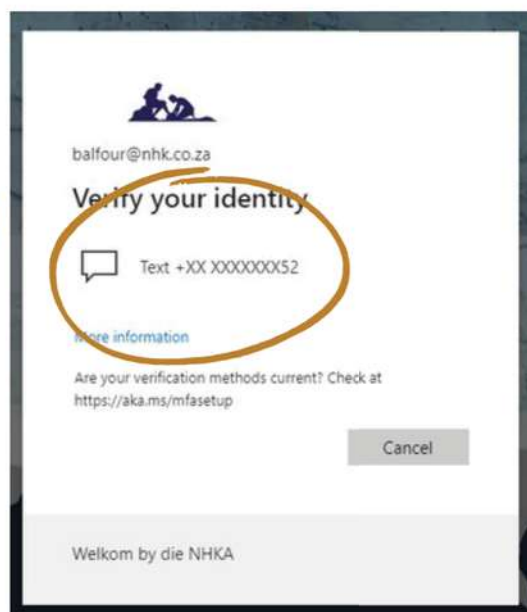 balfour@nhk.co.za
Verify your identity
Text +XX XXXXXXX52
More information
Are your verification methods current? Check at
https://aka.ms/mfasetup
Cancel
Welkom by die NHKA